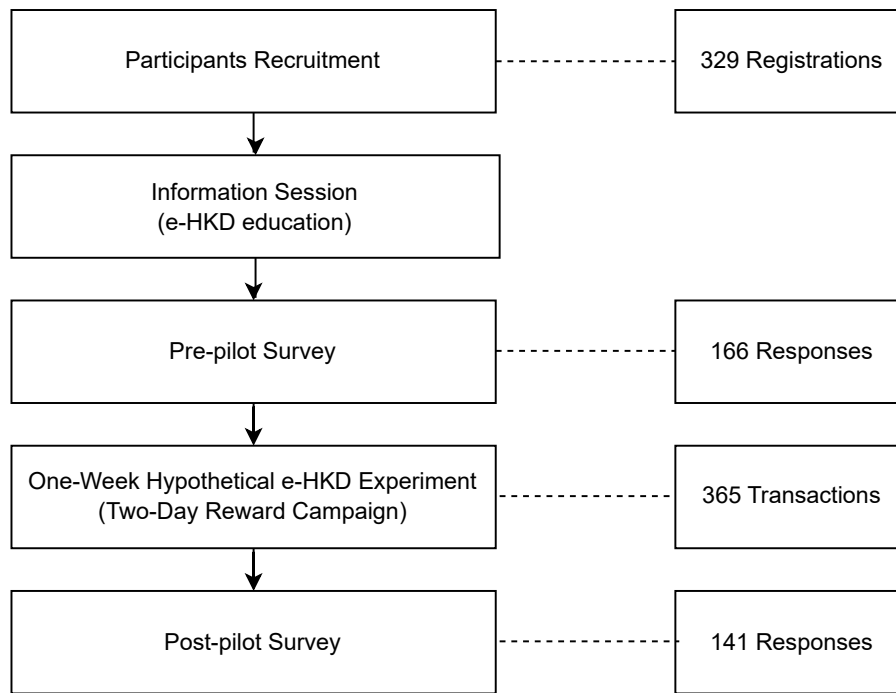 Participants Recruitment
329 Registrations
Information Session
(e-HKD education)
Pre-pilot Survey
166 Responses
One-Week Hypothetical e-HKD Experiment
(Two-Day Reward Campaign)
365 Transactions
Post-pilot Survey
141 Responses